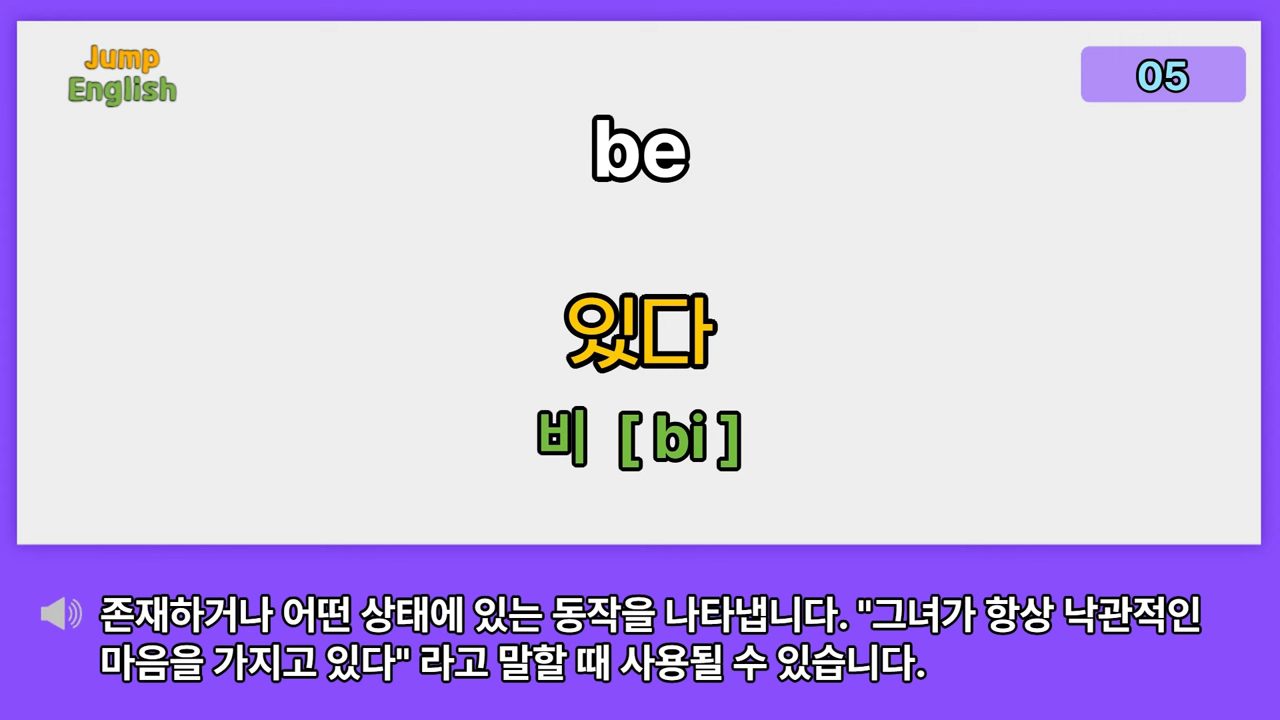 Jump
English
05
be
있다
비 [ bi ]
존재하거나 어떤 상태에 있는 동작을 나타냅니다. "그녀가 항상 낙관적인
마음을 가지고 있다" 라고 말할 때 사용될 수 있습니다.